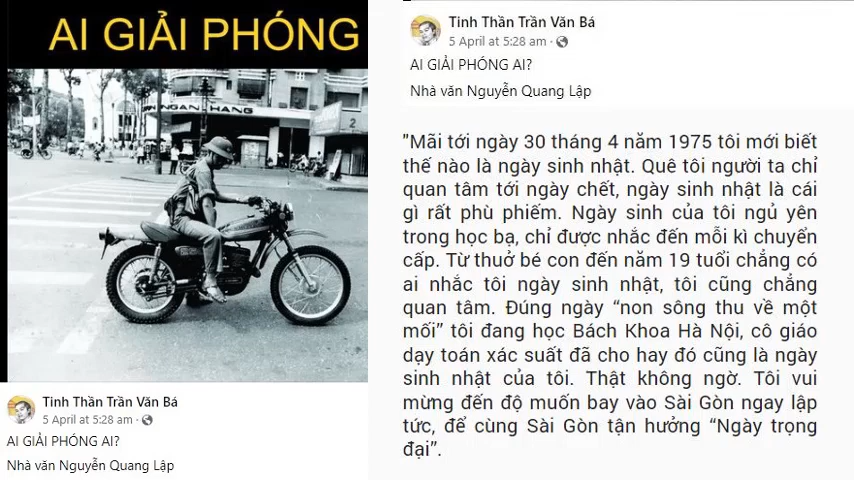 AI GIẢI PHÓNG
NGAN HANG
2
Tinh Thần Trần Văn Bá
5 April at 5:28 am ·
AI GIẢI PHÓNG AI?
Nhà văn Nguyễn Quang Lập
Tinh Thần Trần Văn Bá
5 April at 5:28 am ·
AI GIẢI PHÓNG AI?
Nhà văn Nguyễn Quang Lập
"Mãi tới ngày 30 tháng 4 năm 1975 tôi mới biết
thế nào là ngày sinh nhật. Quê tôi người ta chỉ
quan tâm tới ngày chết, ngày sinh nhật là cái
gì rất phù phiếm. Ngày sinh của tôi ngủ yên
trong học bạ, chỉ được nhắc đến mỗi kì chuyển
cấp. Từ thuở bé con đến năm 19 tuổi chẳng có
ai nhắc tôi ngày sinh nhật, tôi cũng chẳng
quan tâm. Đúng ngày “non sông thu về một
mối” tôi đang học Bách Khoa Hà Nội, cô giáo
dạy toán xác suất đã cho hay đó cũng là ngày
sinh nhật của tôi. Thật không ngờ. Tôi vui
mừng đến độ muốn bay vào Sài Gòn ngay lập
tức, để cùng Sài Gòn tận hưởng “Ngày trọng
đại”.